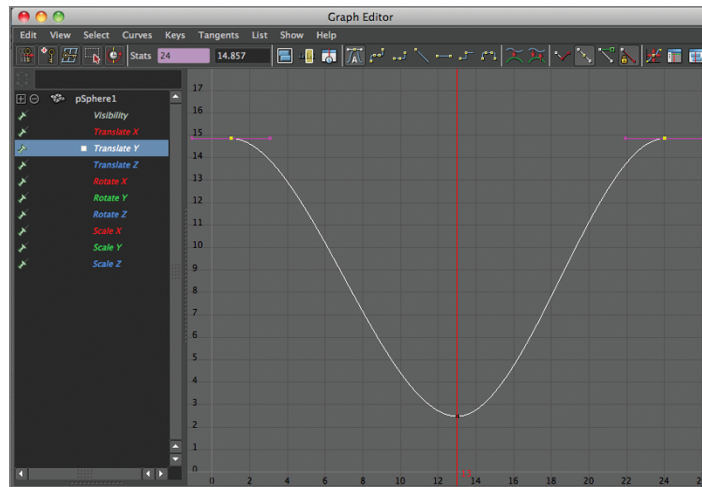 Graph Editor
Edit View Select Curves Keys Tangents List Show Help
Stats 24 14.857
pSphere1
Visibility
Translate X
Translate Y
Translate Z
Rotate X
Rotate Y
Rotate Z
Scale X
Scale Y
Scale Z
17
16
15
14
13
12
11
10
9
8
7
6
5
4
3
2
1
0
0 2 4 6 8 10 12 14 16 18 20 22 24 26